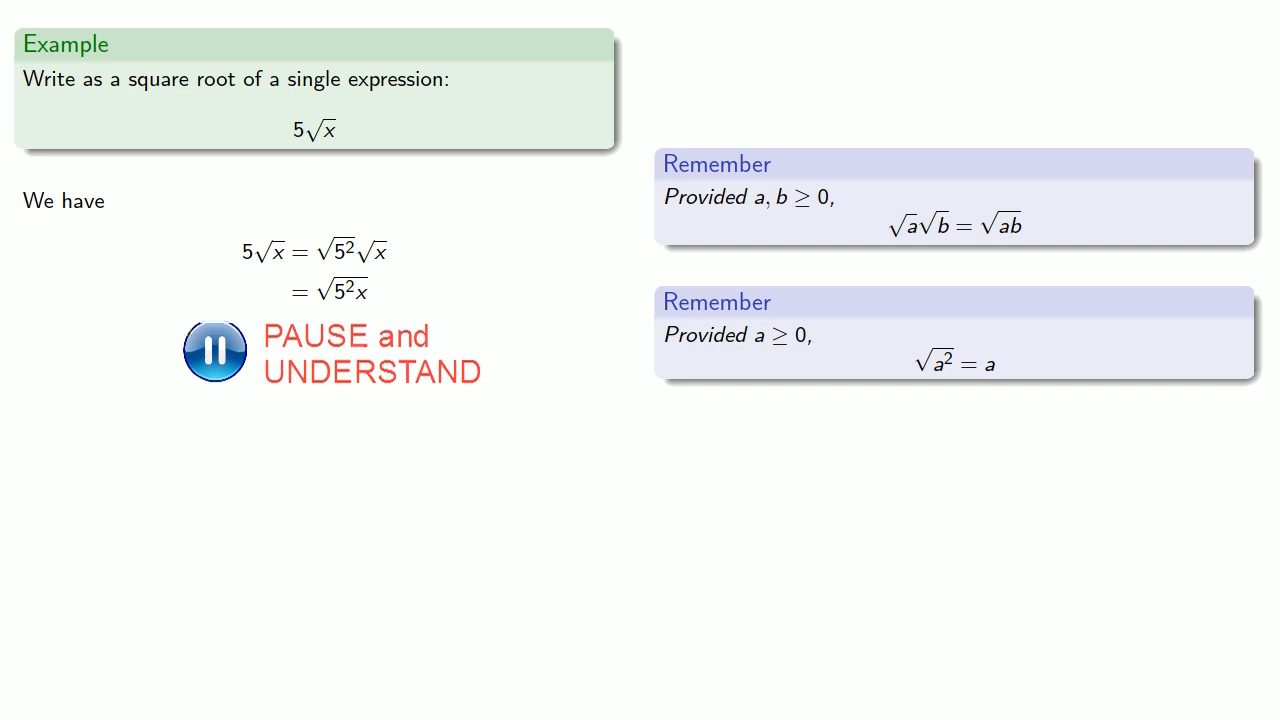 Example
Write as a square root of a single expression:
5√x
We have
5√x = √5²√x
= √5²x
PAUSE and
UNDERSTAND
Remember
Provided a, b ≥ 0,
√a√b = √ab
Remember
Provided a ≥ 0,
√a² = a